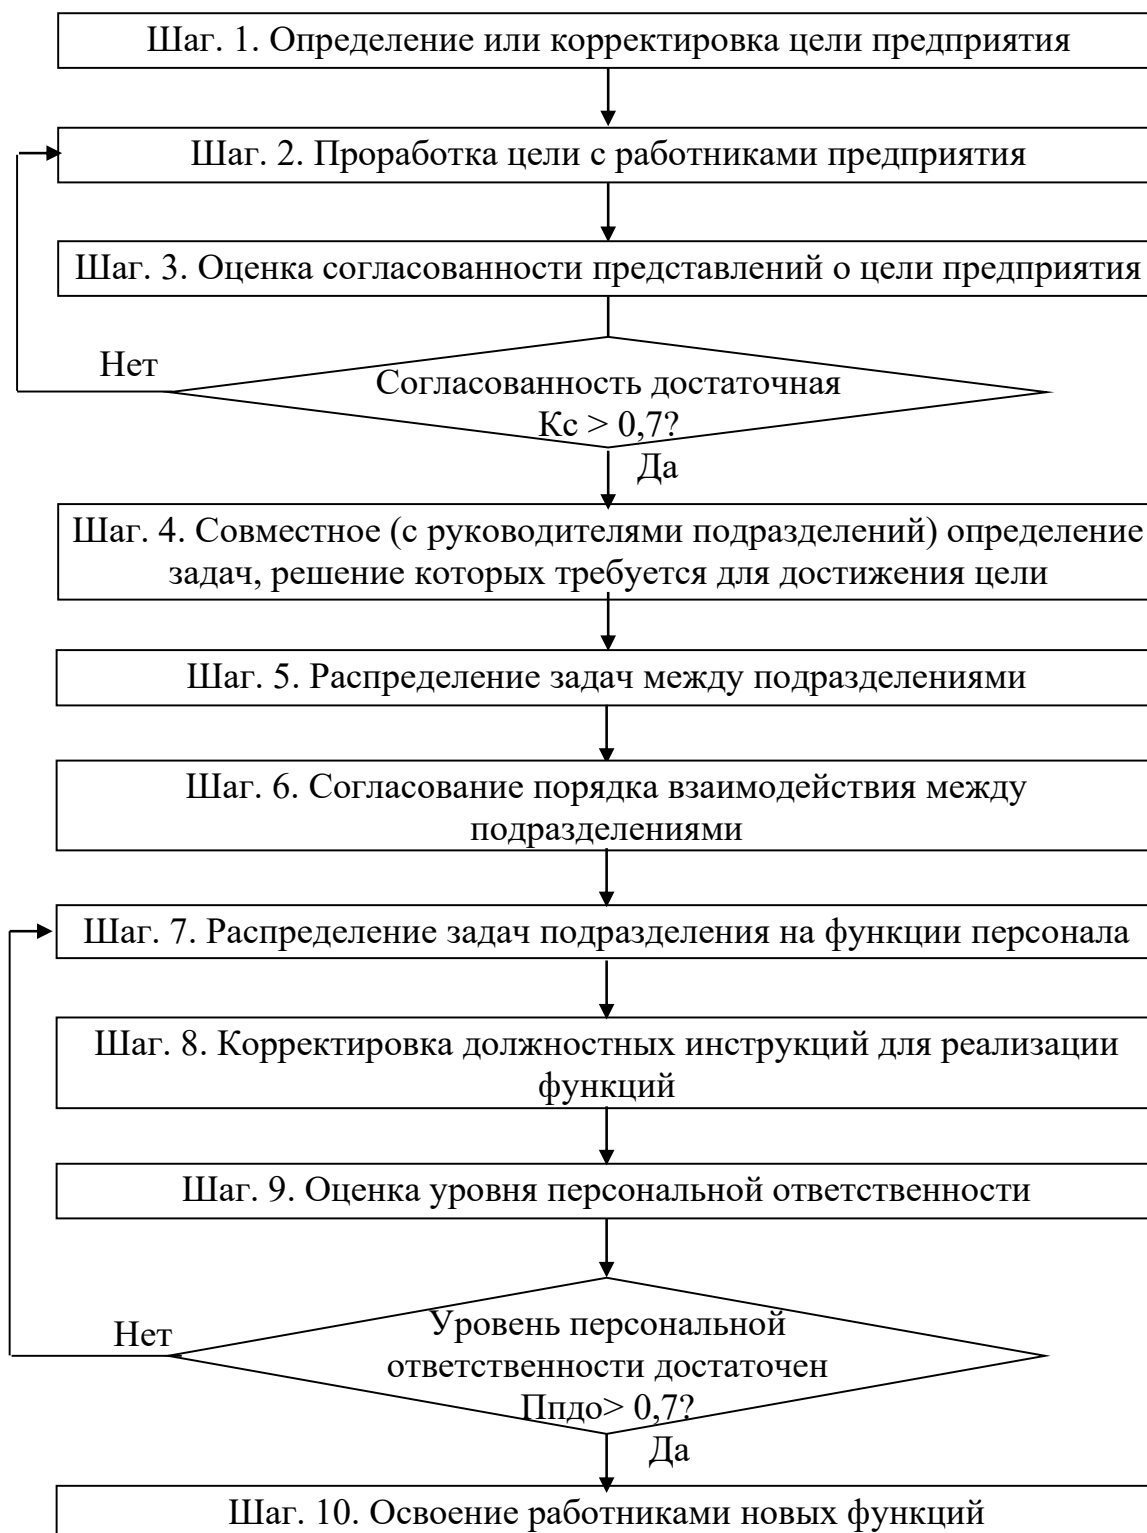 Шаг. 1. Определение или корректировка цели предприятия
Шаг. 2. Проработка цели с работниками предприятия
Шаг. 3. Оценка согласованности представлений о цели предприятия
Нет
Согласованность достаточная
Кс > 0,7?
Да
Шаг. 4. Совместное (с руководителями подразделений) определение
задач, решение которых требуется для достижения цели
Шаг. 5. Распределение задач между подразделениями
Шаг. 6. Согласование порядка взаимодействия между
подразделениями
Шаг. 7. Распределение задач подразделения на функции персонала
Шаг. 8. Корректировка должностных инструкций для реализации
функций
Шаг. 9. Оценка уровня персональной ответственности
Нет
Уровень персональной
ответственности достаточен
Ппдо> 0,7?
Да
Шаг. 10. Освоение работниками новых функций